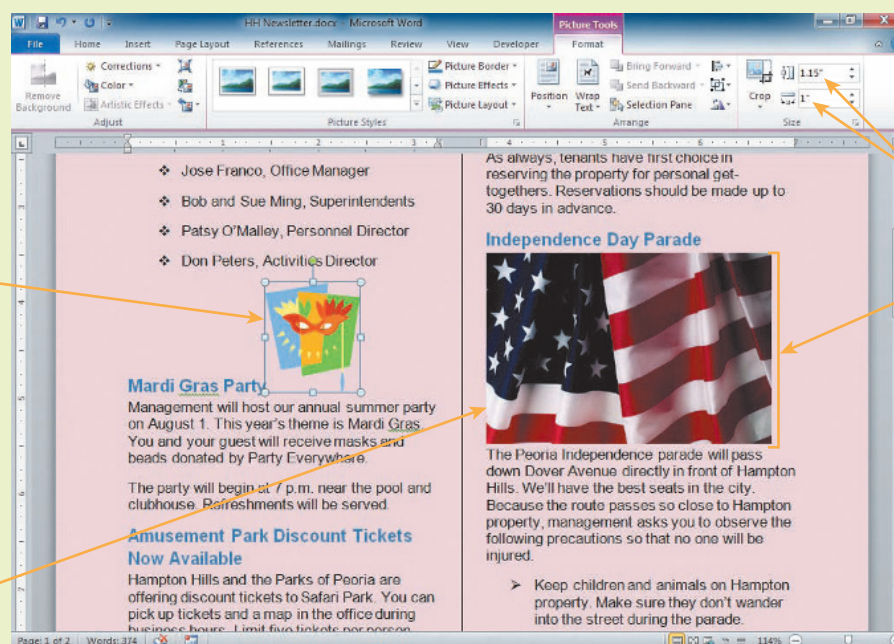 HH Newsletter.docx - Microsoft Word
Picture Tools
File Home Insert Page Layout References Mailings Review View Developer Format
Remove Background
Corrections
Color
Artistic Effects
Adjust
Picture Styles
Picture Border
Picture Effects
Picture Layout
Position
Wrap Text
Bring Forward
Send Backward
Selection Pane
Arrange
Crop
1.15"
1"
Size
❖ Jose Franco, Office Manager
❖ Bob and Sue Ming, Superintendents
❖ Patsy O'Malley, Personnel Director
❖ Don Peters, Activities Director
Mardi Gras Party
Management will host our annual summer party
on August 1. This year's theme is Mardi Gras.
You and your guest will receive masks and
beads donated by Party Everywhere.
The party will begin at 7 p.m. near the pool and
clubhouse. Refreshments will be served.
Amusement Park Discount Tickets
Now Available
Hampton Hills and the Parks of Peoria are
offering discount tickets to Safari Park. You can
pick up tickets and a map in the office during
business hours. Limit five tickets per person
As always, tenants have first choice in
reserving the property for personal get-
togethers. Reservations should be made up to
30 days in advance.
Independence Day Parade
The Peoria Independence parade will pass
down Dover Avenue directly in front of Hampton
Hills. We'll have the best seats in the city.
Because the route passes so close to Hampton
property, management asks you to observe the
following precautions so that no one will be
injured.
➢ Keep children and animals on Hampton
property. Make sure they don't wander
into the street during the parade.
Page: 1 of 2 Words: 374 114%